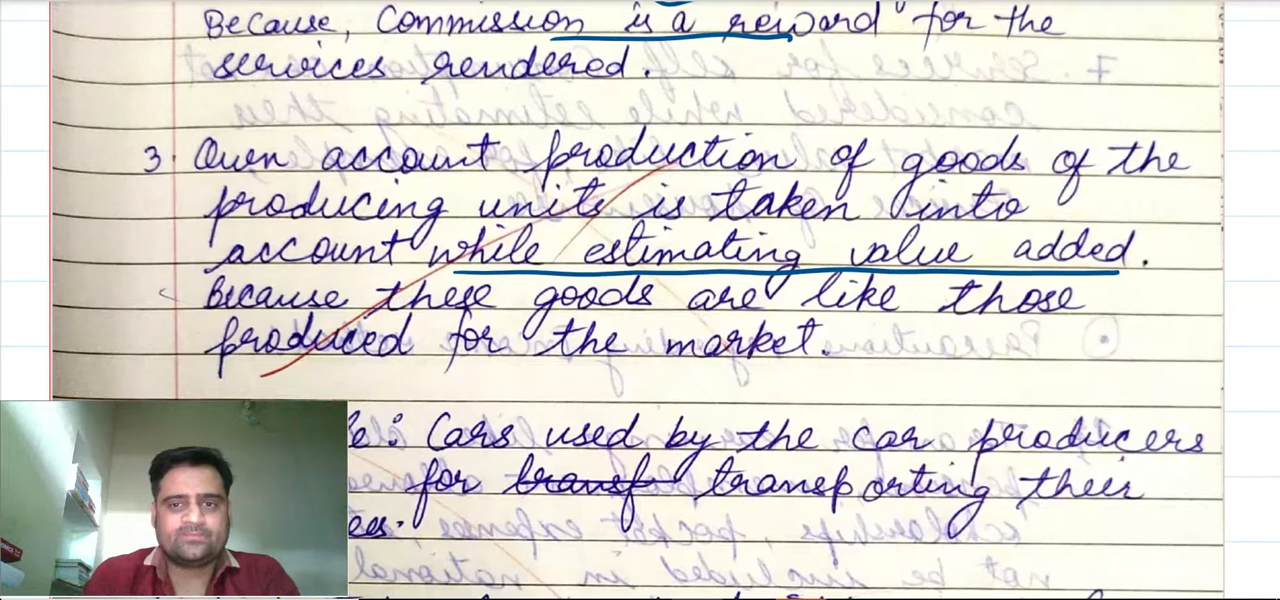 Because, Commission is a reward for the
services rendered.
3. Own account production of goods of the
producing units is taken into
account while estimating value added.
Because these goods are like those
produced for the market.
e: Cars used by the car producers
for transf transporting their
ees.